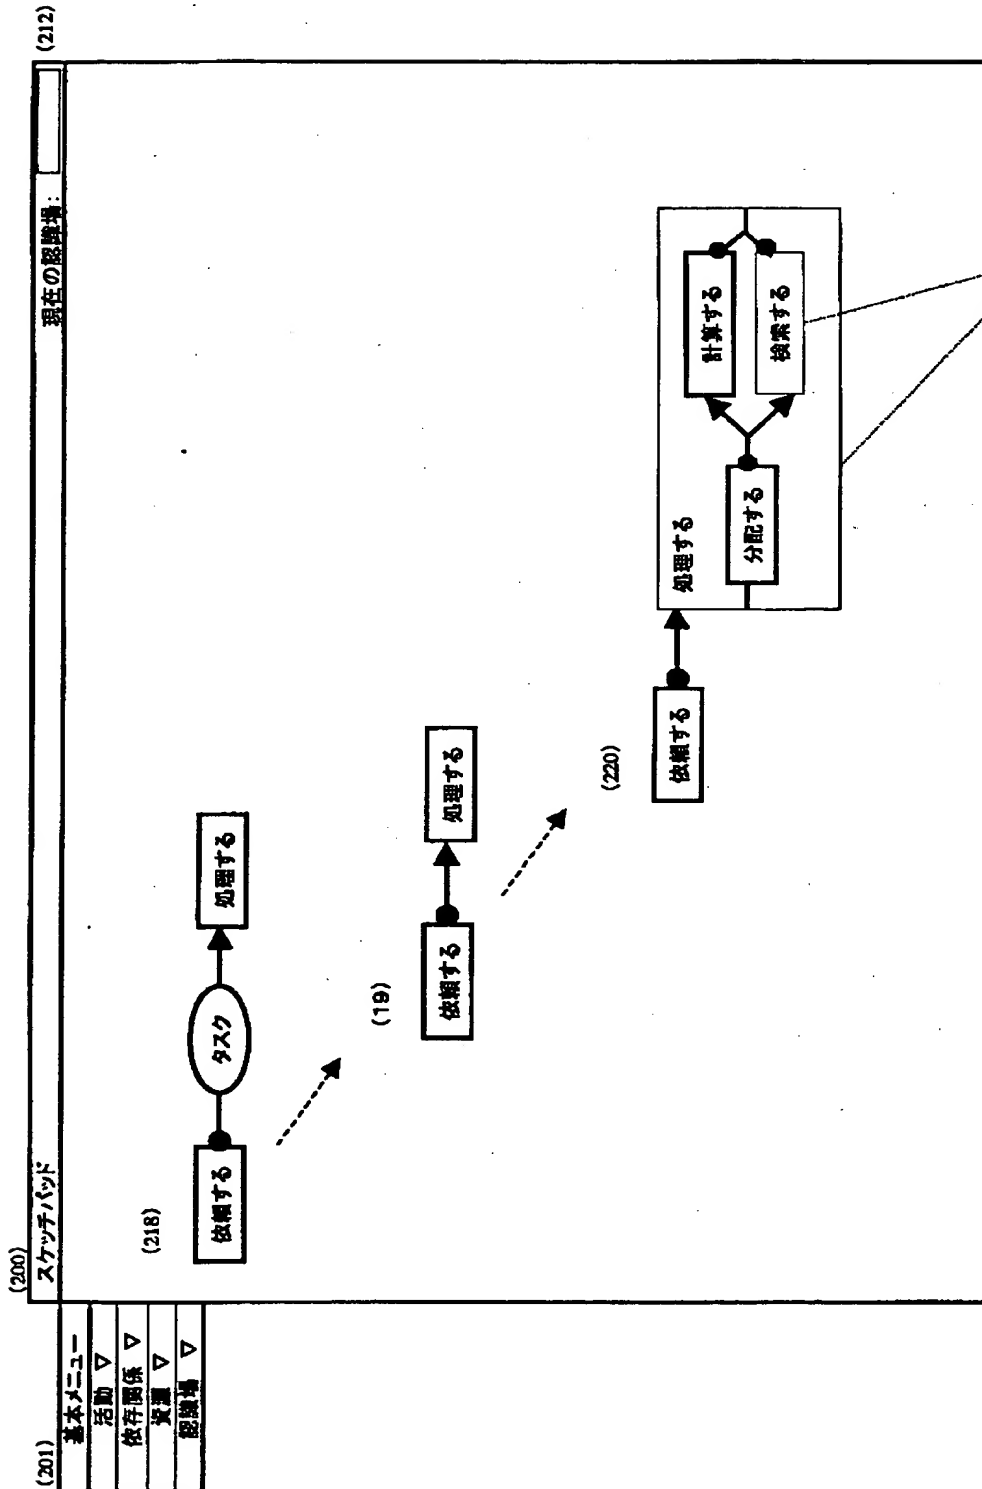 (200)
スケッチパッド
現在の認識場:
(212)
(201)
基本メニュー
活動 ▽
依存関係 ▽
資源 ▽
認識場 ▽
(218)
依頼する
タスク
処理する
(19)
依頼する
処理する
(220)
依頼する
処理する
分配する
計算する
検索する